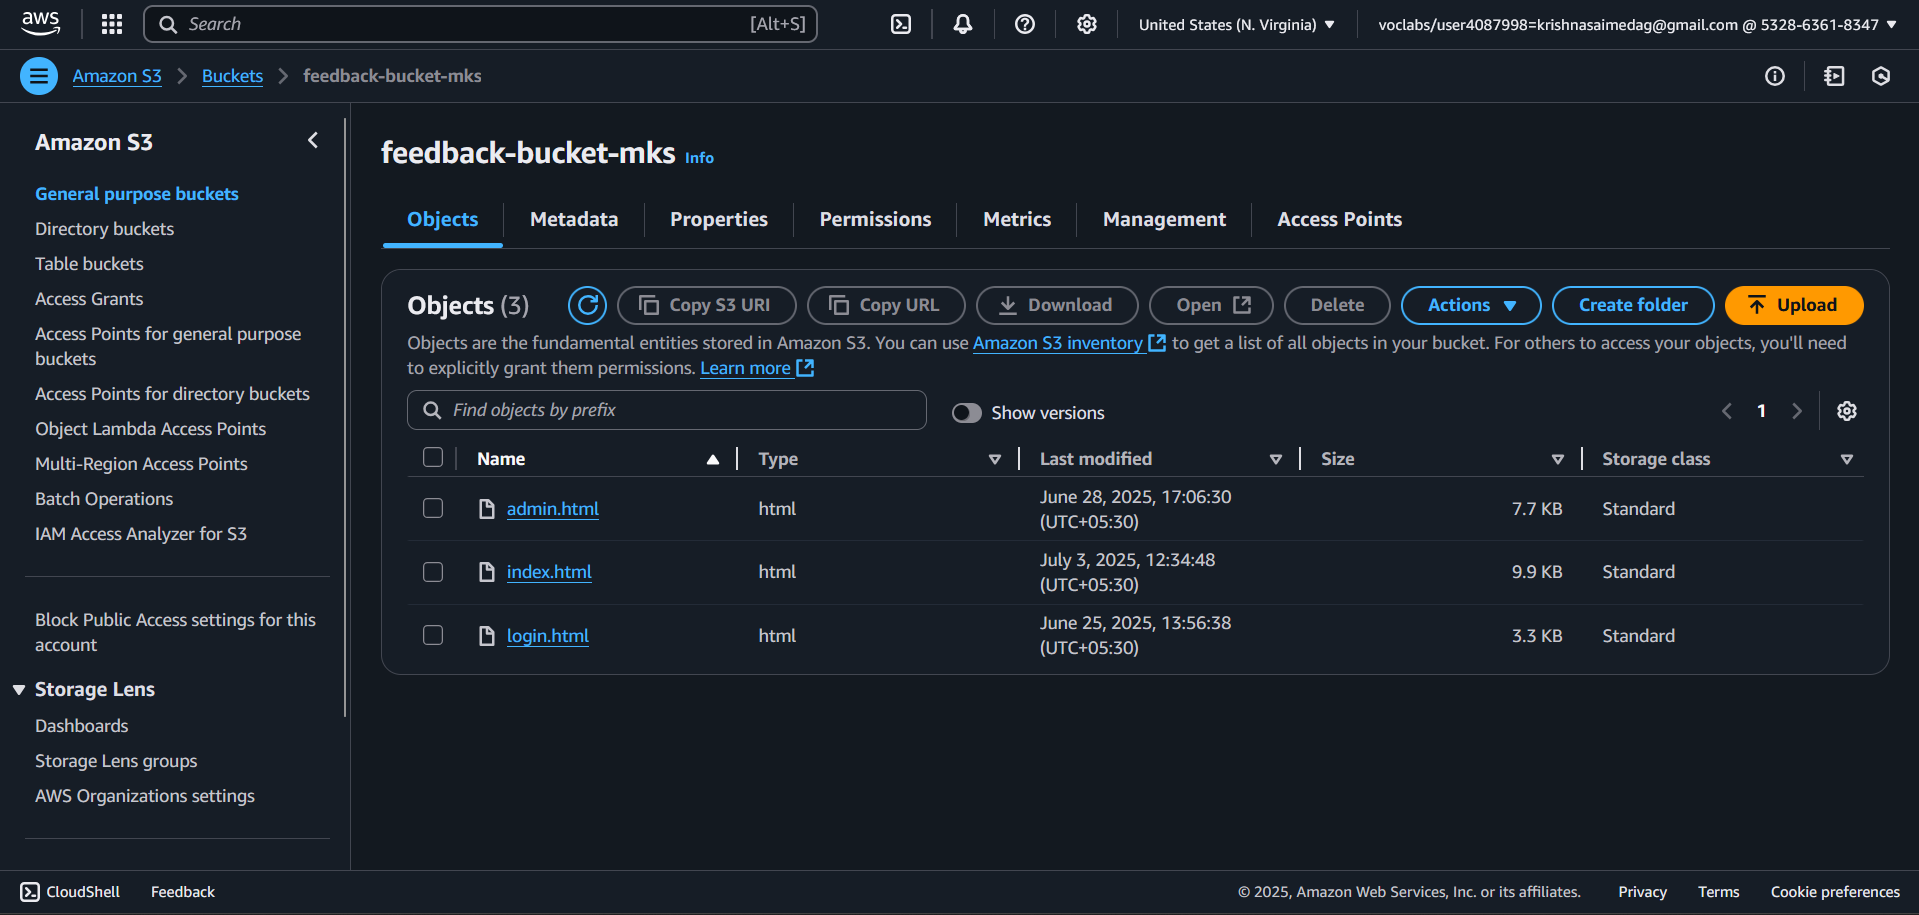 aws
Search [Alt+S]
United States (N. Virginia)
voclabs/user4087998=krishnasaimedag@gmail.com @ 5328-6361-8347
Amazon S3
Buckets
feedback-bucket-mks
Amazon S3
General purpose buckets
Directory buckets
Table buckets
Access Grants
Access Points for general purpose
buckets
Access Points for directory buckets
Object Lambda Access Points
Multi-Region Access Points
Batch Operations
IAM Access Analyzer for S3
Block Public Access settings for this
account
Storage Lens
Dashboards
Storage Lens groups
AWS Organizations settings
feedback-bucket-mks Info
Objects Metadata Properties Permissions Metrics Management Access Points
Objects (3) Copy S3 URI Copy URL Download Open Delete Actions Create folder Upload
Objects are the fundamental entities stored in Amazon S3. You can use Amazon S3 inventory to get a list of all objects in your bucket. For others to access your objects, you'll need
to explicitly grant them permissions. Learn more
Find objects by prefix Show versions 1
Name Type Last modified Size Storage class
admin.html html June 28, 2025, 17:06:30 (UTC+05:30) 7.7 KB Standard
index.html html July 3, 2025, 12:34:48 (UTC+05:30) 9.9 KB Standard
login.html html June 25, 2025, 13:56:38 (UTC+05:30) 3.3 KB Standard
CloudShell Feedback © 2025, Amazon Web Services, Inc. or its affiliates. Privacy Terms Cookie preferences